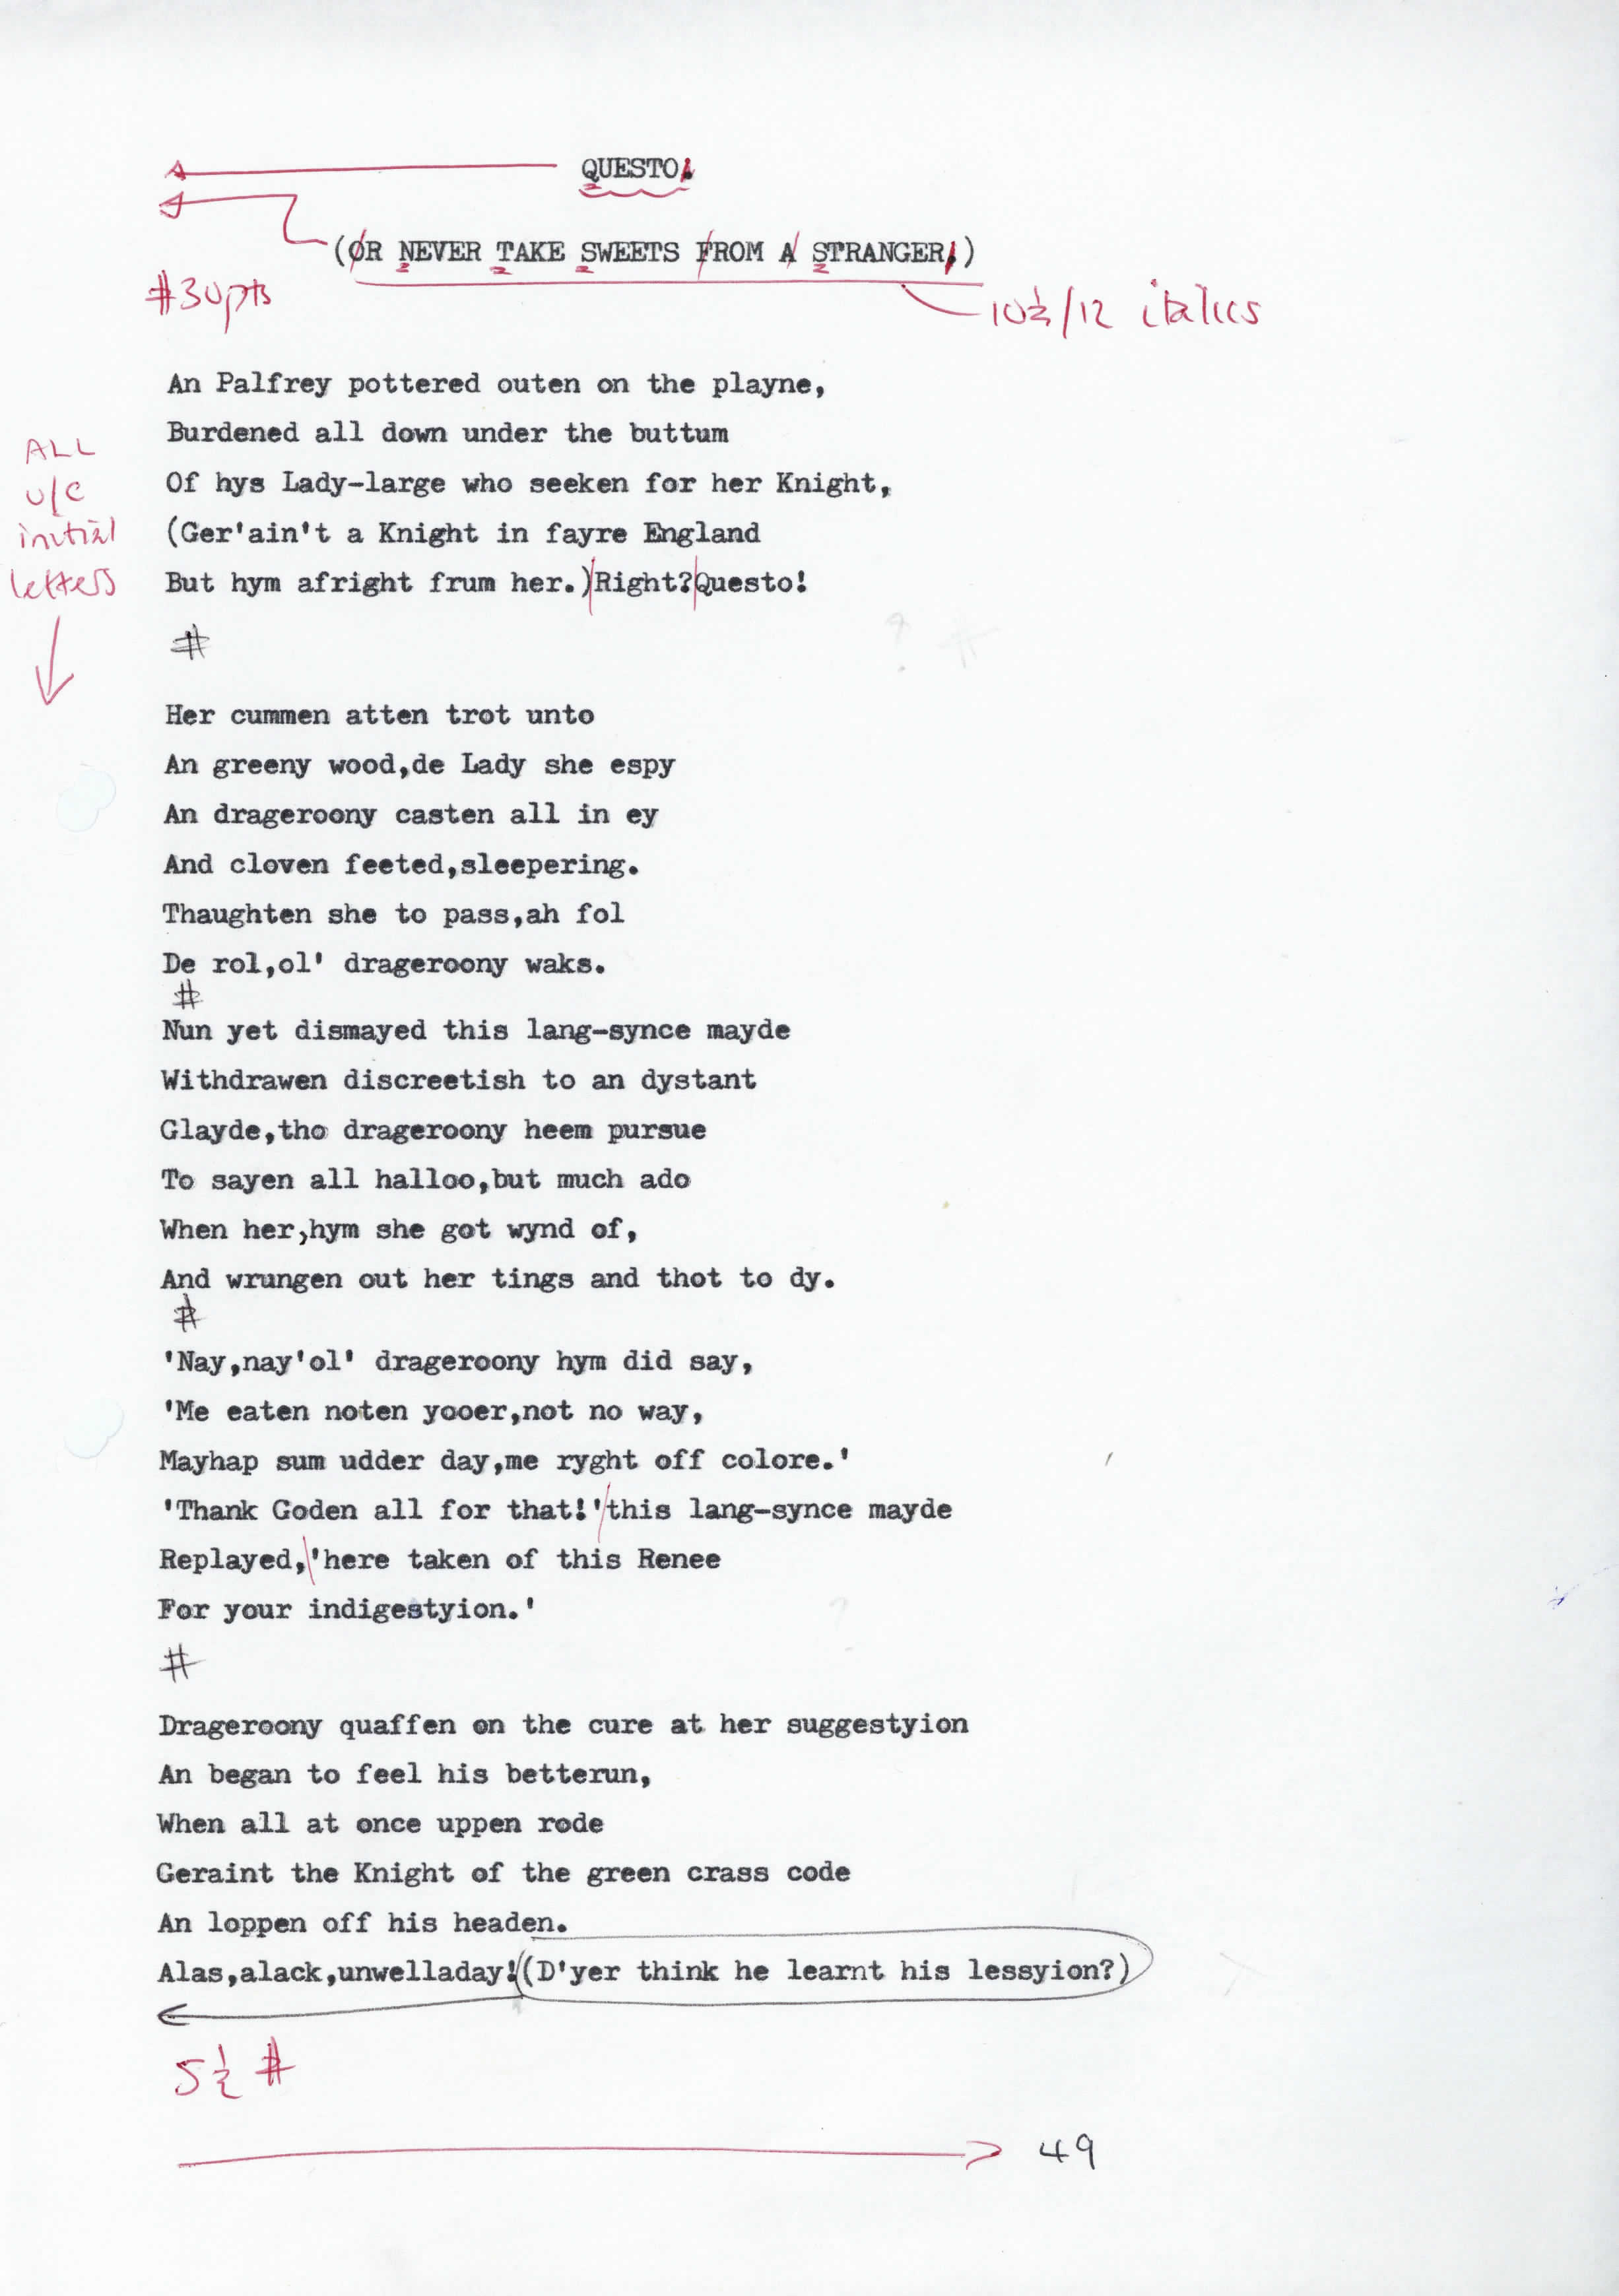 QUESTO.
(OR NEVER TAKE SWEETS FROM A STRANGER.)
#30pts
10½/12 italics
An Palfrey pottered outen on the playne,
Burdened all down under the buttum
Of hys Lady-large who seeken for her Knight,
(Ger'ain't a Knight in fayre England
But hym afright frum her.)Right?Questo!
ALL
u/c
initial
letters
#
Her cummen atten trot unto
An greeny wood,de Lady she espy
An drageroony casten all in ey
And cloven feeted,sleepering.
Thaughten she to pass,ah fol
De rol,ol' drageroony waks.
#
Nun yet dismayed this lang-synce mayde
Withdrawen discreetish to an dystant
Glayde,tho drageroony heem pursue
To sayen all halloo,but much ado
When her,hym she got wynd of,
And wrungen out her tings and thot to dy.
#
'Nay,nay'ol' drageroony hym did say,
'Me eaten noten yooer,not no way,
Mayhap sum udder day,me ryght off colore.'
'Thank Goden all for that!'this lang-synce mayde
Replayed,'here taken of this Renee
For your indigestyion.'
#
Drageroony quaffen on the cure at her suggestyion
An began to feel his betterun,
When all at once uppen rode
Geraint the Knight of the green crass code
An loppen off his headen.
Alas,alack,unwelladay!(D'yer think he learnt his lessyion?)
5½ #
49